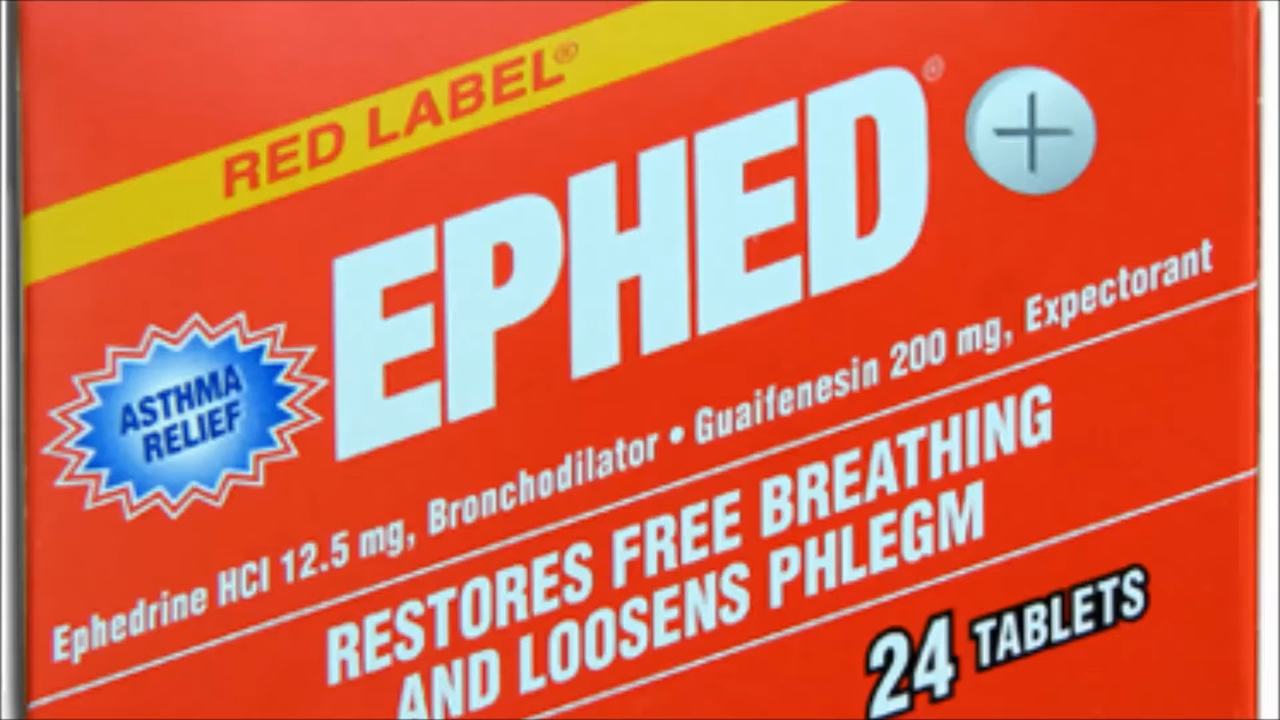 RED LABEL®
EPHED®
ASTHMA
RELIEF
Ephedrine HCI 12.5 mg, Bronchodilator • Guaifenesin 200 mg, Expectorant
RESTORES FREE BREATHING
AND LOOSENS PHLEGM
24 TABLETS